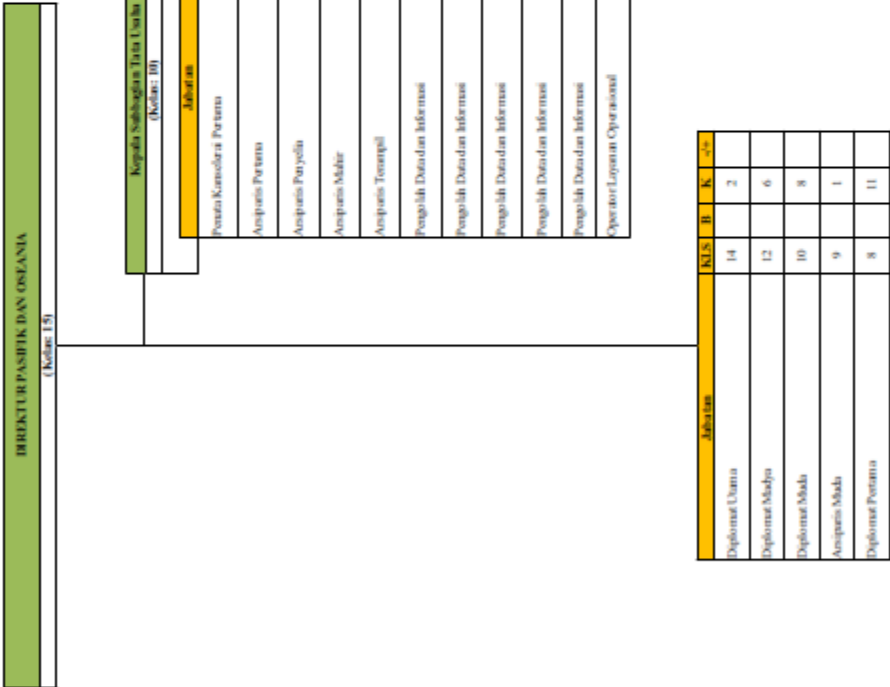 DIREKTUR PASIFIK DAN OSEANIA
( Kelas: 15)
Kepala Subbagian Tata Usaha
(Kelas: 10)
Jabatan
Penata Kanselerai Pertama
Arsiparis Pertama
Arsiparis Penyelia
Arsiparis Mahir
Arsiparis Terampil
Pengolah Data dan Informasi
Pengolah Data dan Informasi
Pengolah Data dan Informasi
Pengolah Data dan Informasi
Pengolah Data dan Informasi
Operator Layanan Operasional
Jabatan KLS B K -/+
Diplomat Utama 14 2
Diplomat Madya 12 6
Diplomat Muda 10 8
Arsiparis Muda 9 1
Diplomat Pertama 8 11